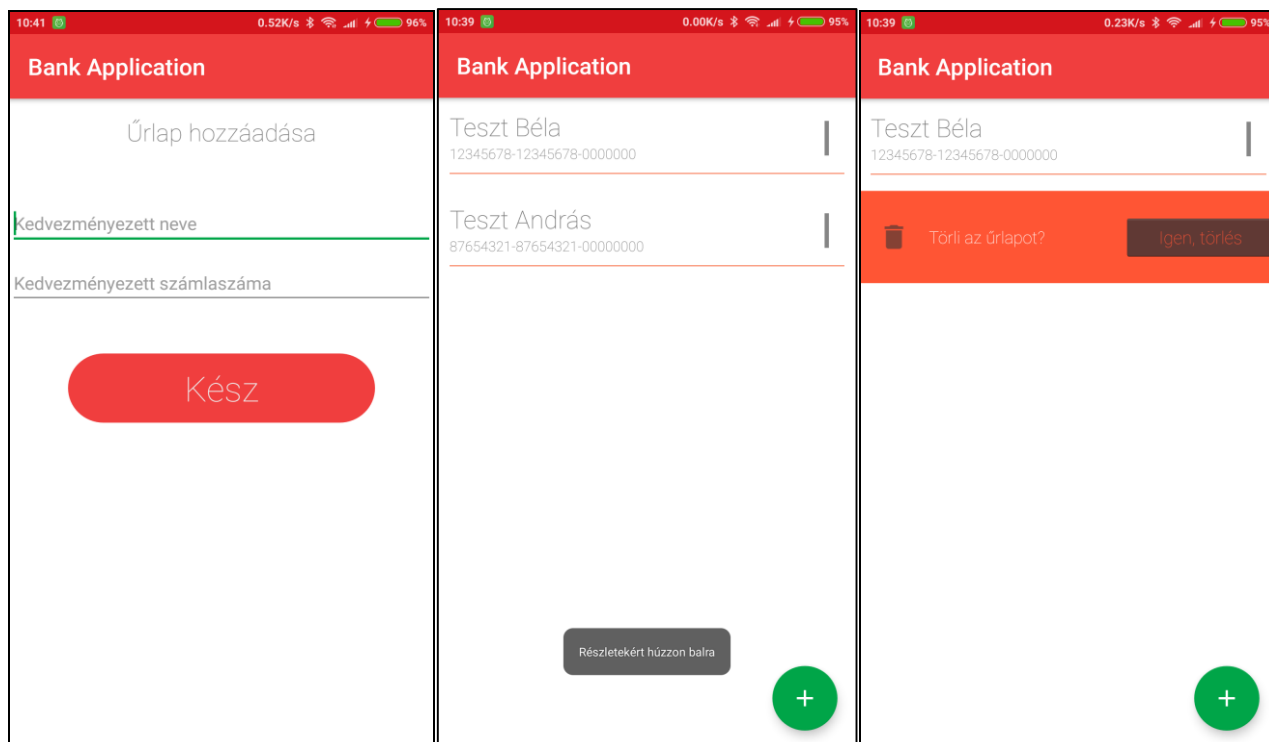 10:41 0.52K/s 96%
Bank Application
Űrlap hozzáadása
Kedvezményezett neve
Kedvezményezett számlaszáma
Kész
10:39 0.00K/s 95%
Bank Application
Teszt Béla
12345678-12345678-0000000
Teszt András
87654321-87654321-00000000
Részletekért húzzon balra
+
10:39 0.23K/s 95%
Bank Application
Teszt Béla
12345678-12345678-0000000
Törli az űrlapot? Igen, törlés
+